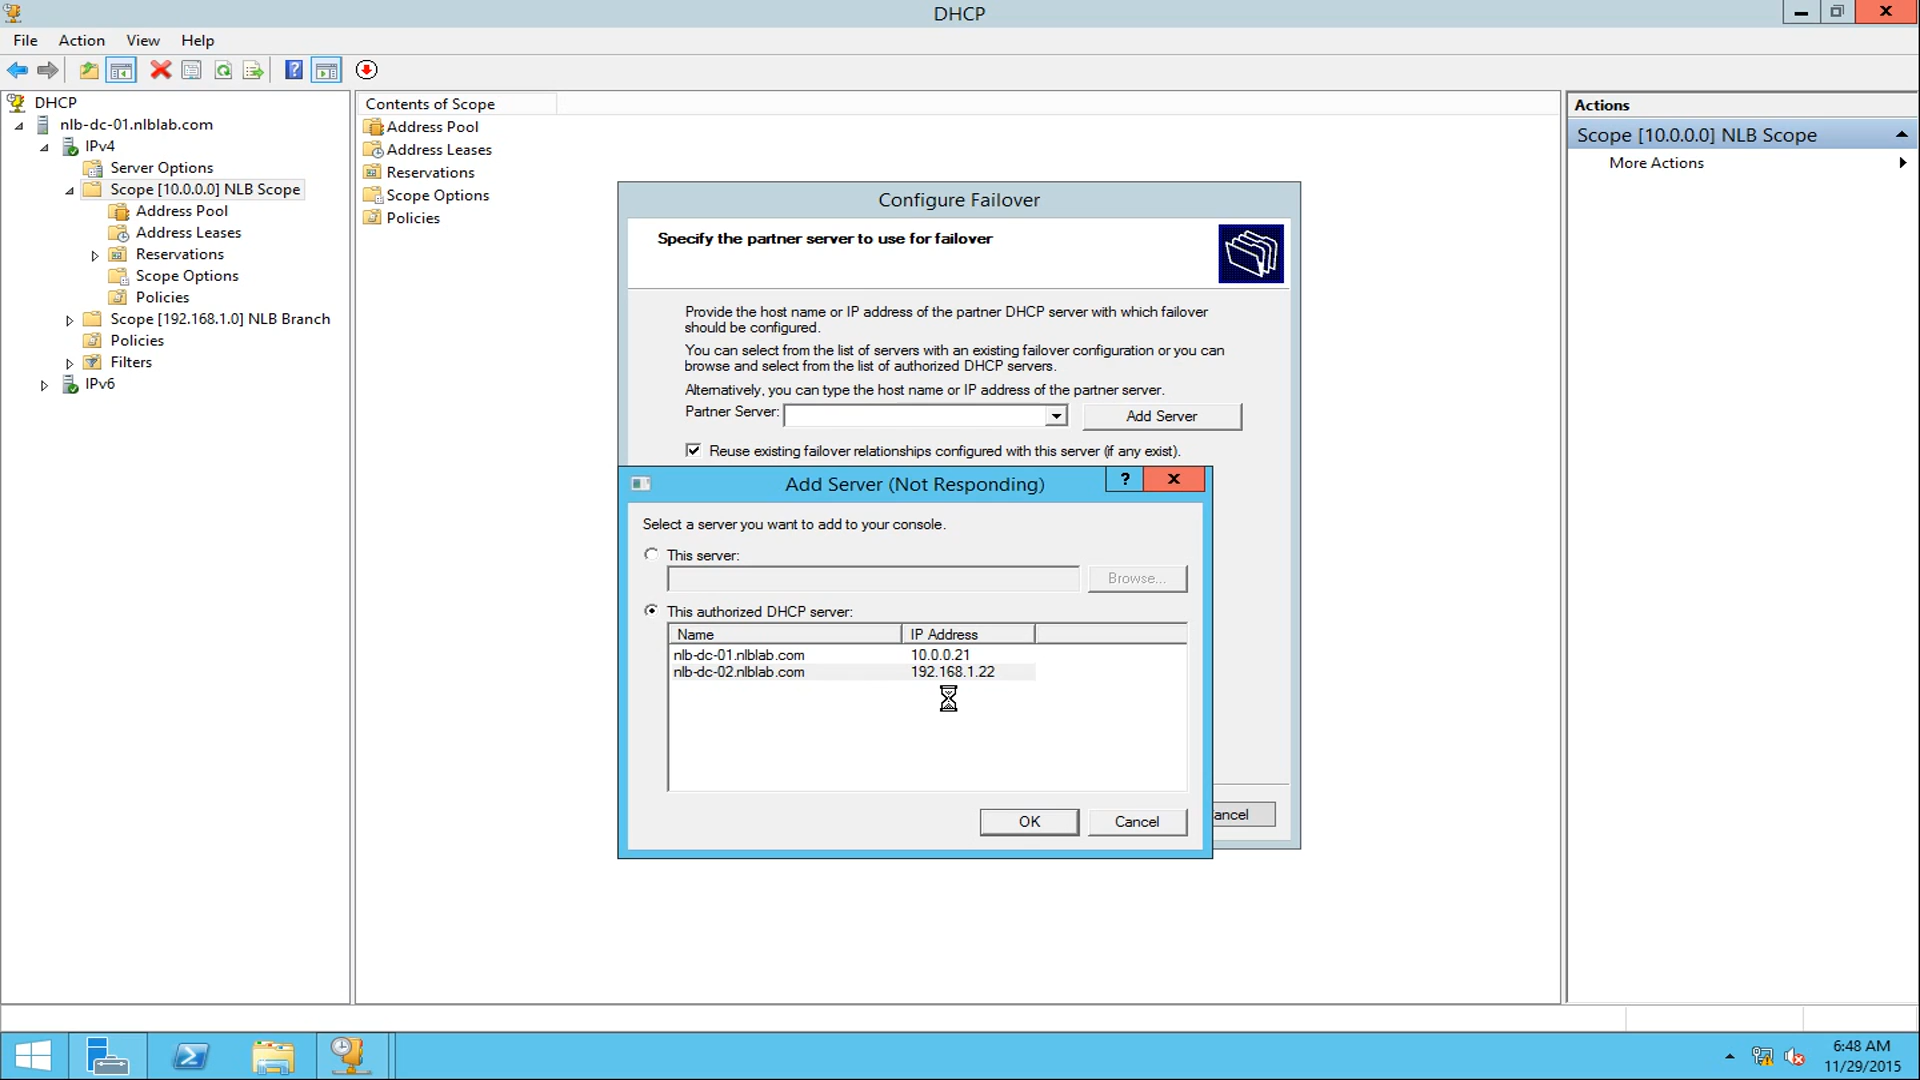 DHCP
File Action View Help
DHCP
nlb-dc-01.nlblab.com
IPv4
Server Options
Scope [10.0.0.0] NLB Scope
Address Pool
Address Leases
Reservations
Scope Options
Policies
Scope [192.168.1.0] NLB Branch
Policies
Filters
IPv6
Contents of Scope
Address Pool
Address Leases
Reservations
Scope Options
Policies
Configure Failover
Specify the partner server to use for failover
Provide the host name or IP address of the partner DHCP server with which failover
should be configured.
You can select from the list of servers with an existing failover configuration or you can
browse and select from the list of authorized DHCP servers.
Alternatively, you can type the host name or IP address of the partner server.
Partner Server: Add Server
Reuse existing failover relationships configured with this server (if any exist).
Add Server (Not Responding) ?
Select a server you want to add to your console.
This server:
Browse...
This authorized DHCP server:
Name IP Address
nlb-dc-01.nlblab.com 10.0.0.21
nlb-dc-02.nlblab.com 192.168.1.22
OK Cancel
ancel
Actions
Scope [10.0.0.0] NLB Scope
More Actions
6:48 AM
11/29/2015